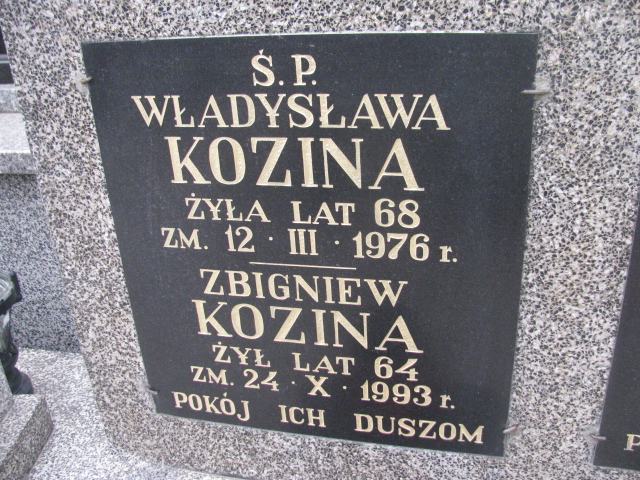 Ś. P.
WŁADYSŁAWA
KOZINA
ŻYŁA LAT 68
ZM. 12 · III · 1976 r.
ZBIGNIEW
KOZINA
ŻYŁ LAT 64
ZM. 24 · X · 1993 r.
POKÓJ ICH DUSZOM
P